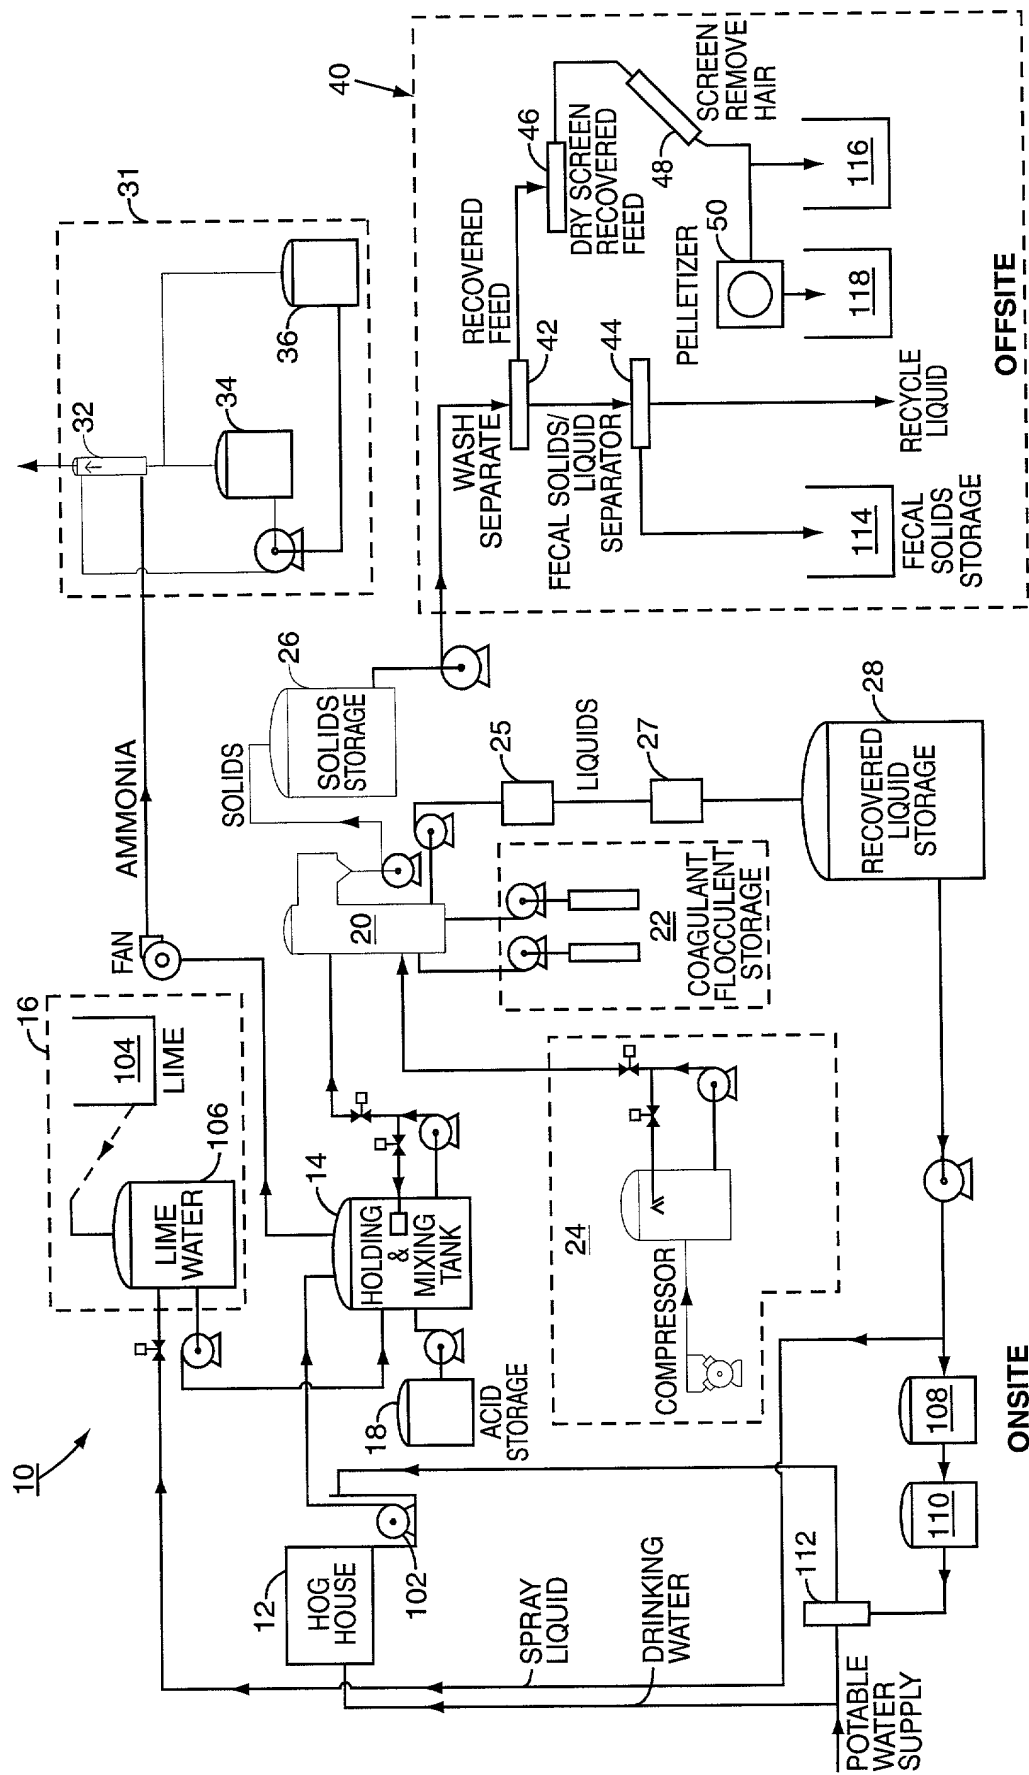 10
16
104
LIME
106
LIME
WATER
FAN
AMMONIA
31
32
34
36
12
HOG
HOUSE
102
14
HOLDING
&
MIXING
TANK
18
ACID
STORAGE
20
SOLIDS
26
SOLIDS
STORAGE
22
COAGULANT
FLOCCULENT
STORAGE
25
LIQUIDS
27
24
COMPRESSOR
28
RECOVERED
LIQUID
STORAGE
SPRAY
LIQUID
DRINKING
WATER
112
108
110
POTABLE
WATER
SUPPLY
ONSITE
40
WASH
SEPARATE
42
RECOVERED
FEED
46
DRY SCREEN
RECOVERED
FEED
48
SCREEN
REMOVE
HAIR
FECAL SOLIDS/
LIQUID
SEPARATOR
44
PELLETIZER
50
114
FECAL
SOLIDS
STORAGE
RECYCLE
LIQUID
118
116
OFFSITE